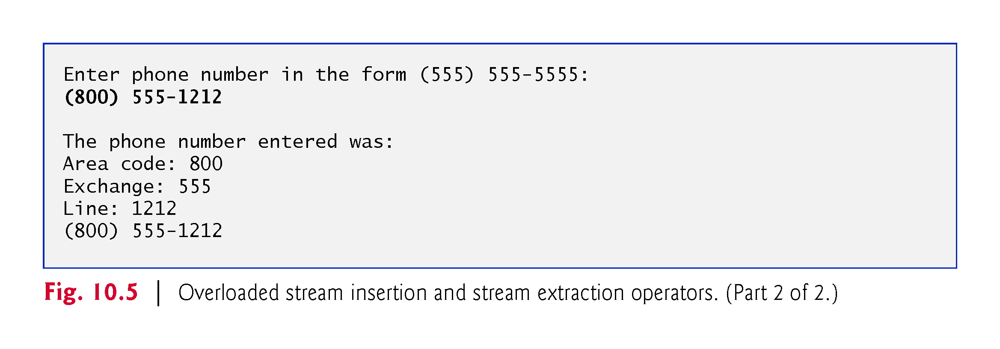 Enter phone number in the form (555) 555-5555:
(800) 555-1212
The phone number entered was:
Area code: 800
Exchange: 555
Line: 1212
(800) 555-1212
Fig. 10.5 | Overloaded stream insertion and stream extraction operators. (Part 2 of 2.)